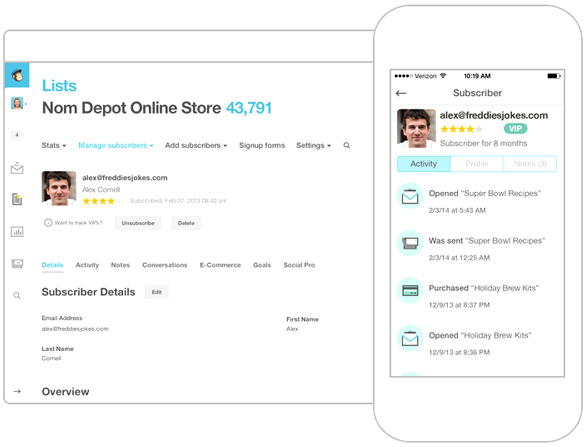 Lists
Nom Depot Online Store 43,791
4
Stats Manage subscribers Add subscribers Signup forms Settings
alex@freddiesjokes.com
Alex Cornell
Subscribed: Feb 22, 2013 08:40 am
Want to track VIPs? Unsubscribe Delete
Details Activity Notes Conversations E-Commerce Goals Social Pro
Subscriber Details Edit
Email Address
alex@freddiesjokes.com
First Name
Alex
Last Name
Cornell
Overview
Verizon 10:19 AM
Subscriber
alex@freddiesjokes.com
VIP
Subscriber for 8 months
Activity Profile Notes (3)
Opened "Super Bowl Recipes"
2/3/14 at 5:43 AM
Was sent "Super Bowl Recipes"
2/3/14 at 12:25 AM
Purchased "Holiday Brew Kits"
12/9/13 at 8:37 PM
Opened "Holiday Brew Kits"
12/9/13 at 8:36 PM